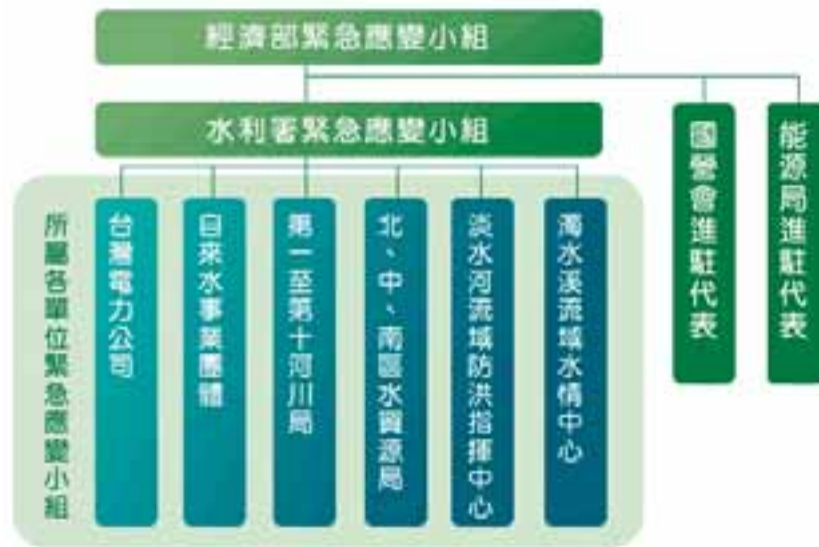 經濟部緊急應變小組
水利署緊急應變小組
國營會進駐代表
能源局進駐代表
所屬各單位緊急應變小組
台灣電力公司
自來水事業團體
第一至第十河川局
北、中、南區水資源局
淡水河流域防洪指揮中心
濁水溪流域水情中心